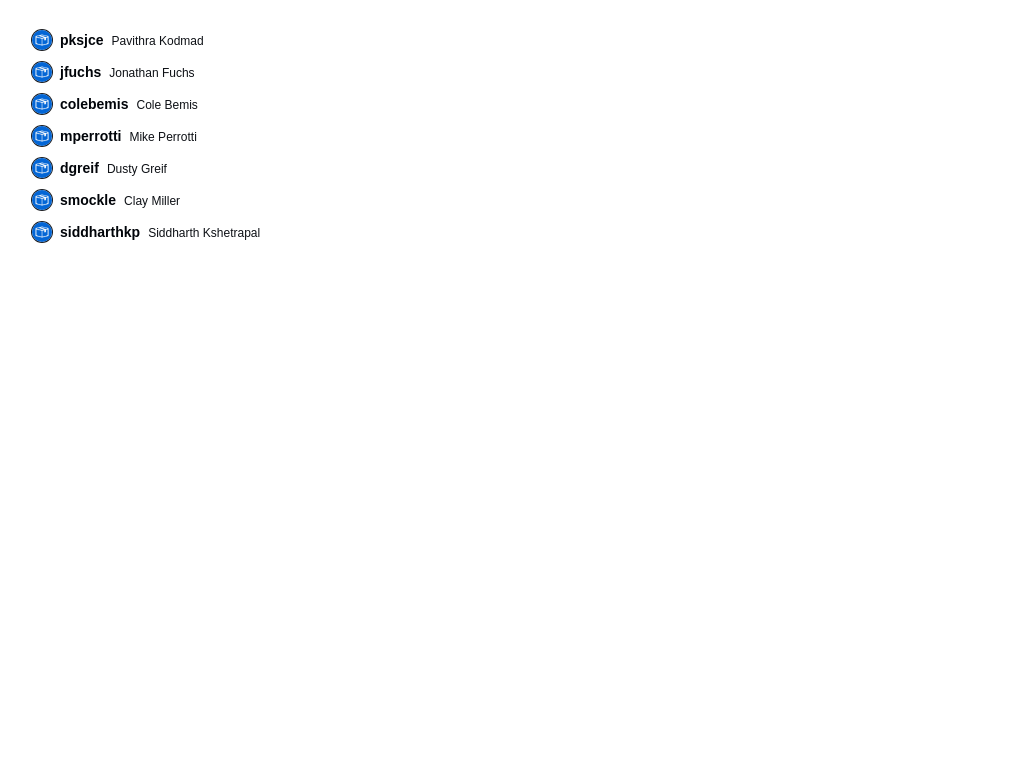 pksjce Pavithra Kodmad
jfuchs Jonathan Fuchs
colebemis Cole Bemis
mperrotti Mike Perrotti
dgreif Dusty Greif
smockle Clay Miller
siddharthkp Siddharth Kshetrapal